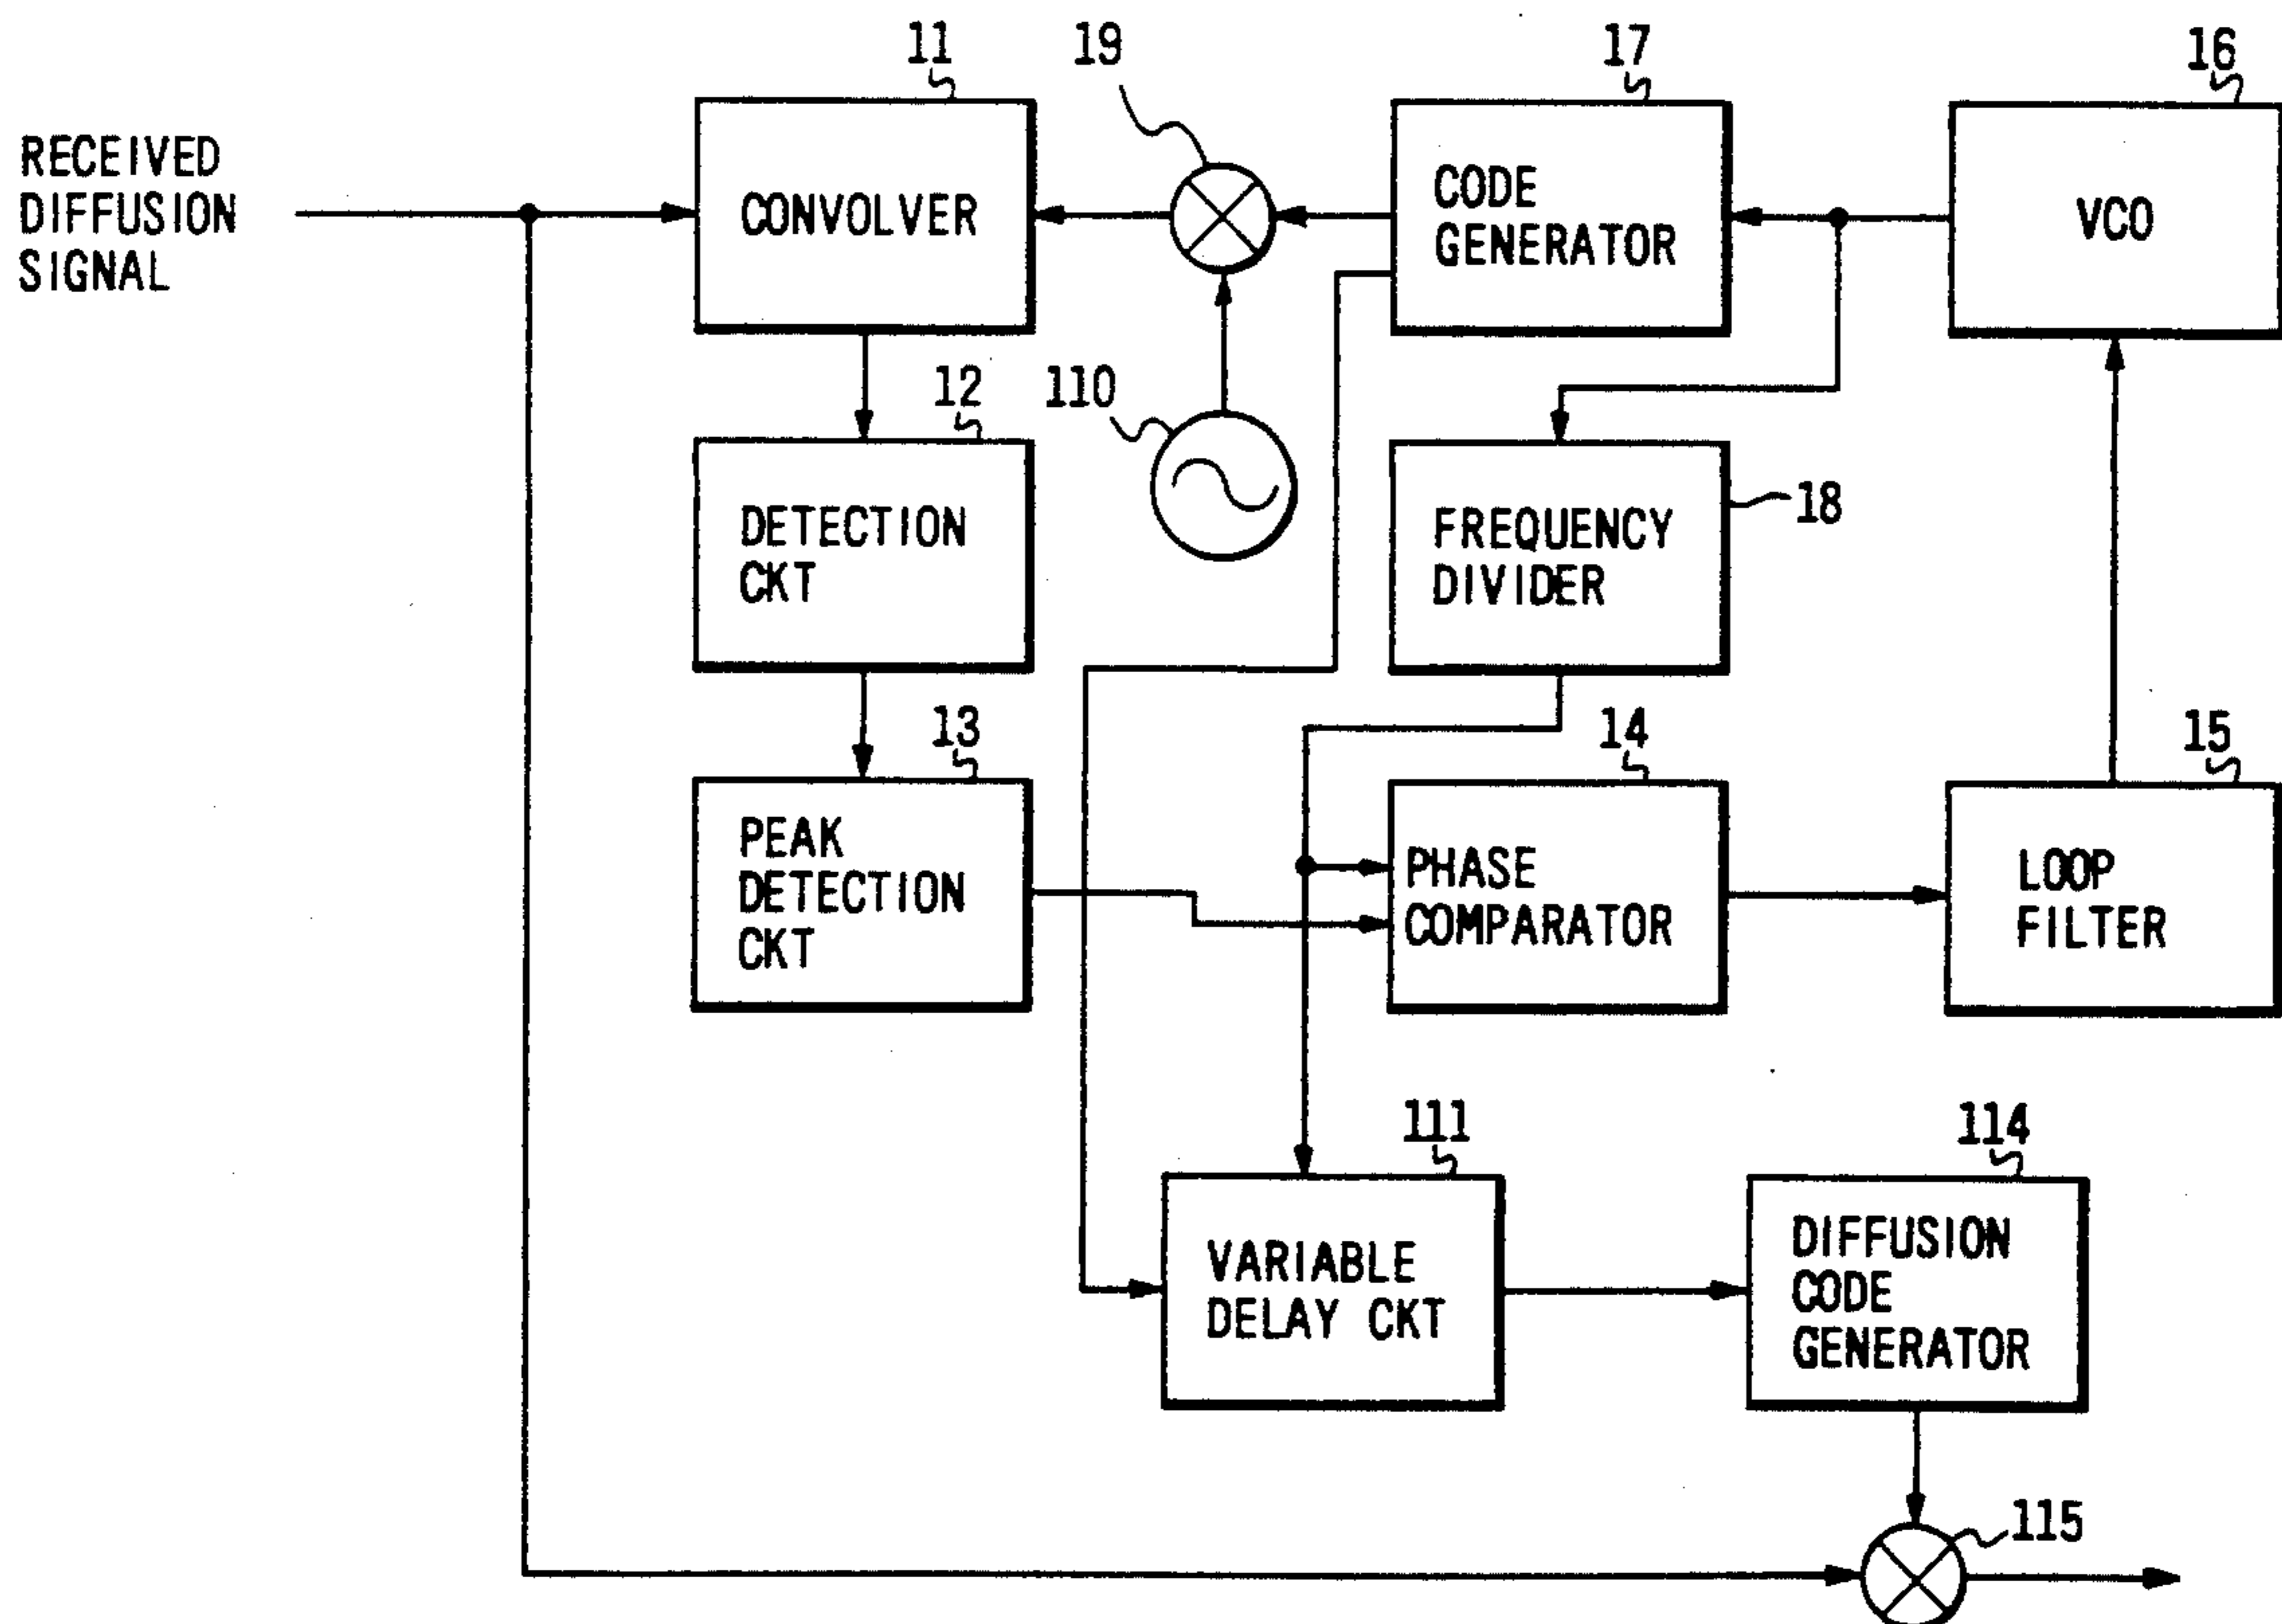 11
19
17
16
RECEIVED
DIFFUSION
SIGNAL
CONVOLVER
CODE
GENERATOR
VCO
12
110
DETECTION
CKT
18
FREQUENCY
DIVIDER
13
14
15
PEAK
DETECTION
CKT
PHASE
COMPARATOR
LOOP
FILTER
111
114
VARIABLE
DELAY CKT
DIFFUSION
CODE
GENERATOR
115